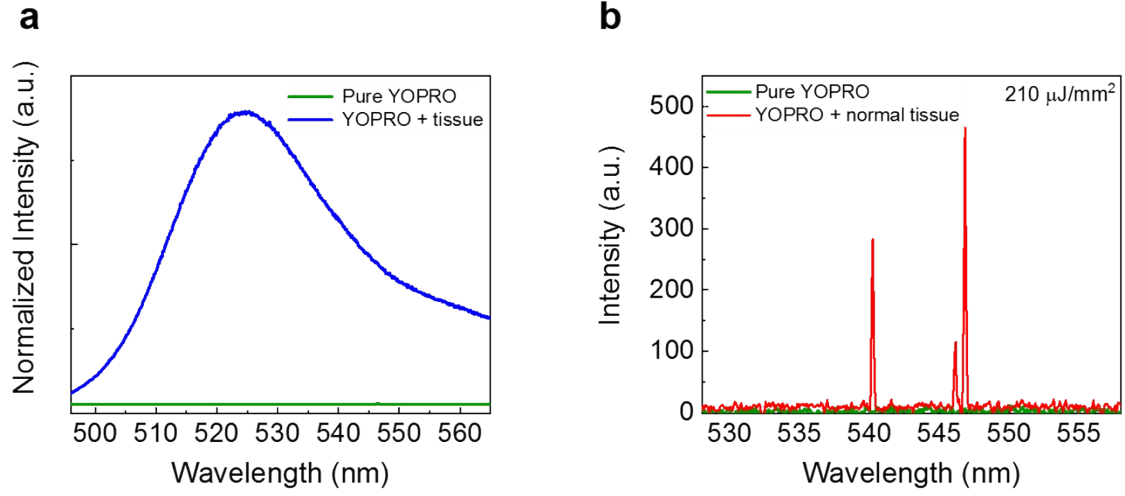 a
Normalized Intensity (a.u.)
Pure YOPRO
YOPRO + tissue
500 510 520 530 540 550 560
Wavelength (nm)
b
Intensity (a.u.)
500
400
300
200
100
0
Pure YOPRO
YOPRO + normal tissue
210 μJ/mm²
530 535 540 545 550 555
Wavelength (nm)